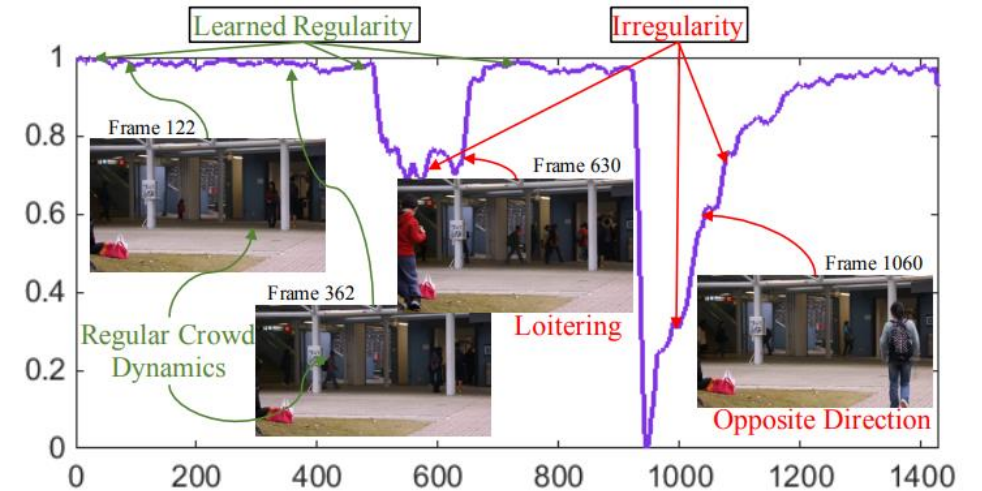 Learned Regularity
Irregularity
1
0.8
0.6
0.4
0.2
0
Frame 122
Frame 630
Frame 1060
Frame 362
Regular Crowd
Dynamics
Loitering
Opposite Direction
0 200 400 600 800 1000 1200 1400